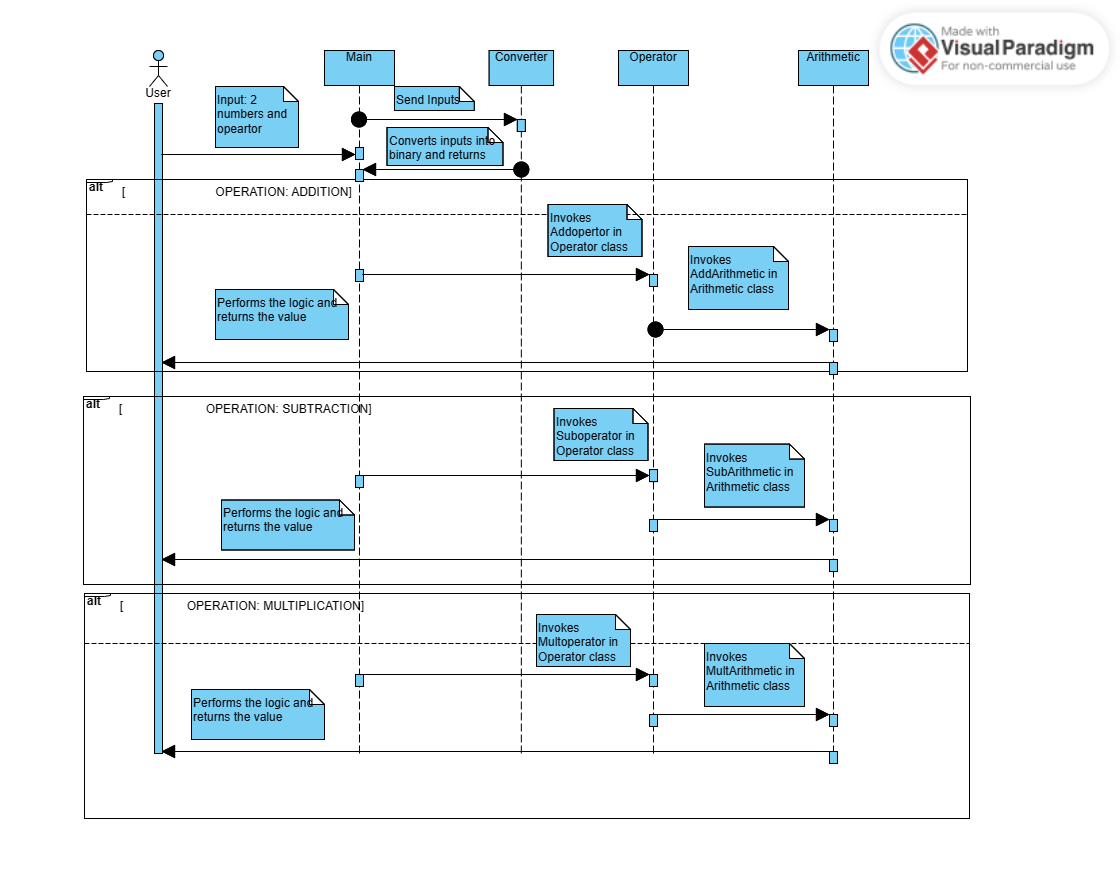 Made with
Visual Paradigm
For non-commercial use
User
Main
Converter
Operator
Arithmetic
Input: 2
numbers and
opeartor
Send Inputs
Converts inputs into
binary and returns
alt
[ OPERATION: ADDITION]
Invokes
Addopertor in
Operator class
Invokes
AddArithmetic in
Arithmetic class
Performs the logic and
returns the value
alt
[ OPERATION: SUBTRACTION]
Invokes
Suboperator in
Operator class
Invokes
SubArithmetic in
Arithmetic class
Performs the logic and
returns the value
alt
[ OPERATION: MULTIPLICATION]
Invokes
Multoperator in
Operator class
Invokes
MultArithmetic in
Arithmetic class
Performs the logic and
returns the value